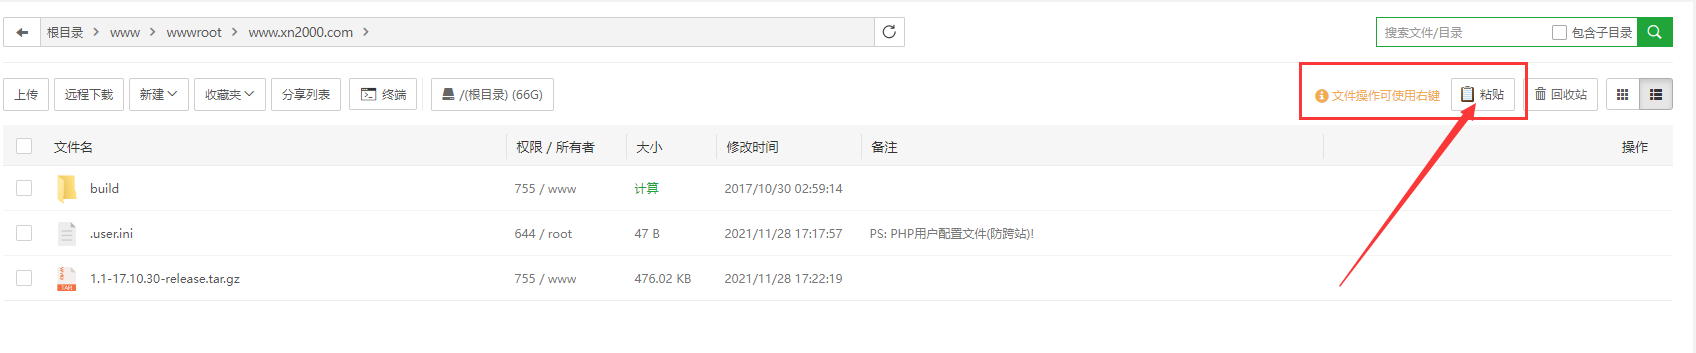 根目录 > www > wwwroot > www.xn2000.com >
搜索文件/目录 包含子目录
上传 远程下载 新建 收藏夹 分享列表 终端 /(根目录) (66G) 文件操作可使用右键 粘贴 回收站
文件名 权限 / 所有者 大小 修改时间 备注 操作
build 755 / www 计算 2017/10/30 02:59:14
.user.ini 644 / root 47 B 2021/11/28 17:17:57 PS: PHP用户配置文件(防跨站)!
TAR 1.1-17.10.30-release.tar.gz 755 / www 476.02 KB 2021/11/28 17:22:19